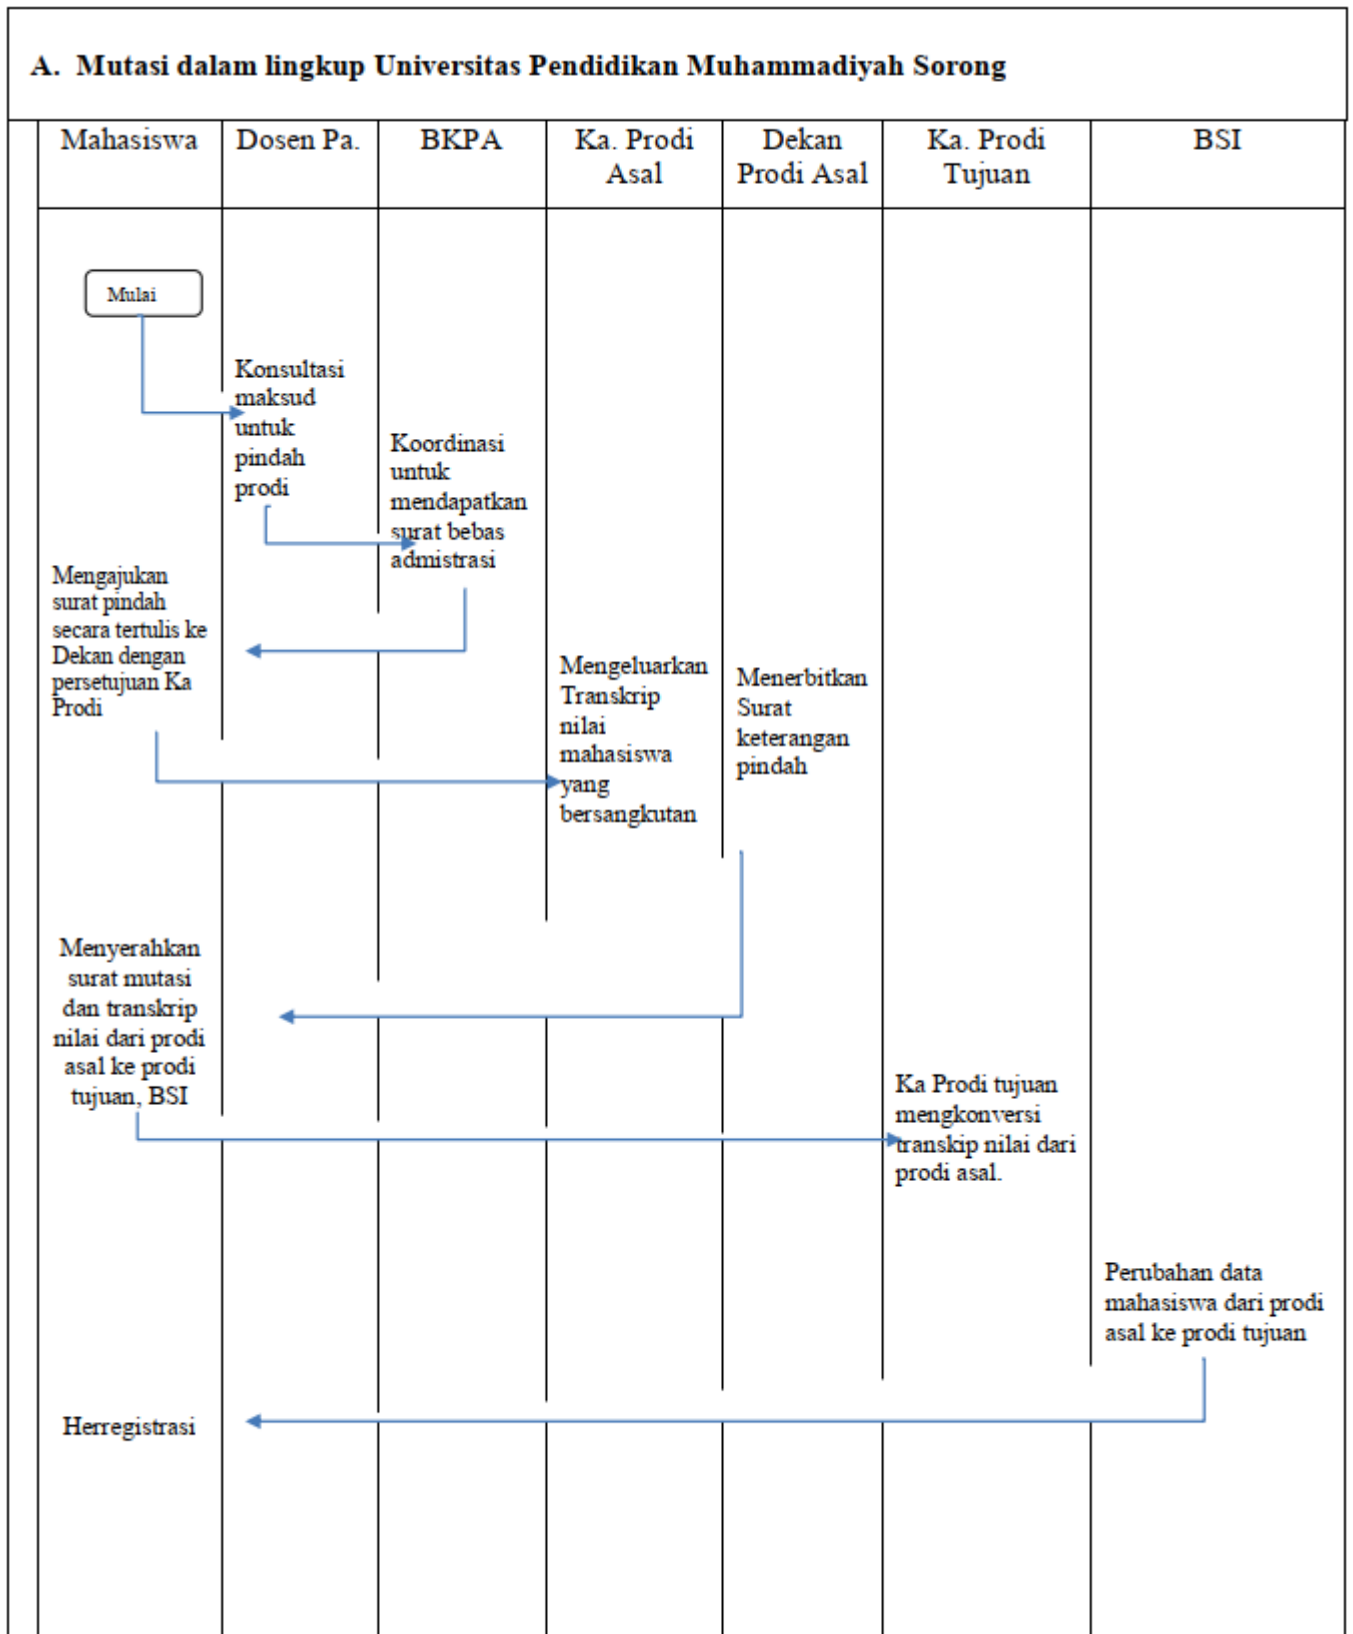 A. Mutasi dalam lingkup Universitas Pendidikan Muhammadiyah Sorong
Mahasiswa
Dosen Pa.
BKPA
Ka. Prodi
Asal
Dekan
Prodi Asal
Ka. Prodi
Tujuan
BSI
Mulai
Konsultasi
maksud
untuk
pindah
prodi
Koordinasi
untuk
mendapatkan
surat bebas
admistrasi
Mengajukan
surat pindah
secara tertulis ke
Dekan dengan
persetujuan Ka
Prodi
Mengeluarkan
Transkrip
nilai
mahasiswa
yang
bersangkutan
Menerbitkan
Surat
keterangan
pindah
Menyerahkan
surat mutasi
dan transkrip
nilai dari prodi
asal ke prodi
tujuan, BSI
Ka Prodi tujuan
mengkonversi
transkip nilai dari
prodi asal.
Perubahan data
mahasiswa dari prodi
asal ke prodi tujuan
Herregistrasi